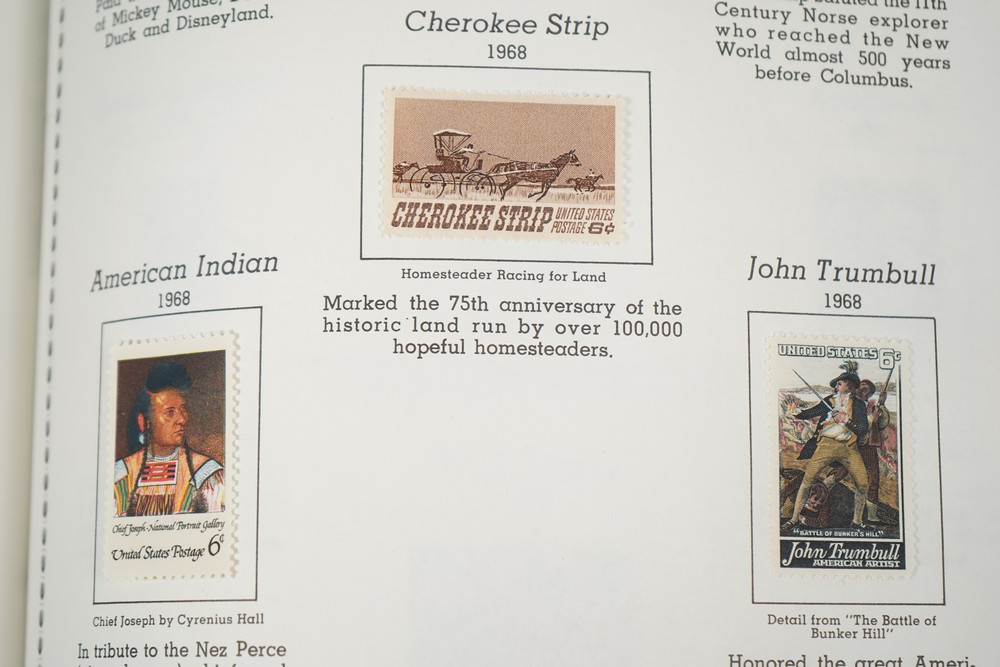 of Mickey Mouse,
Duck and Disneyland.
Cherokee Strip
1968
saluted the 11th
Century Norse explorer
who reached the New
World almost 500 years
before Columbus.
CHEROKEE STRIP
UNITED STATES
POSTAGE 6¢
Homesteader Racing for Land
Marked the 75th anniversary of the
historic land run by over 100,000
hopeful homesteaders.
American Indian
1968
Chief Joseph-National Portrait Gallery
United States Postage 6¢
Chief Joseph by Cyrenius Hall
In tribute to the Nez Perce
John Trumbull
1968
UNITED STATES 6¢
"BATTLE OF BUNKER'S HILL"
John Trumbull
AMERICAN ARTIST
Detail from "The Battle of
Bunker Hill"
Honored the great Ameri-